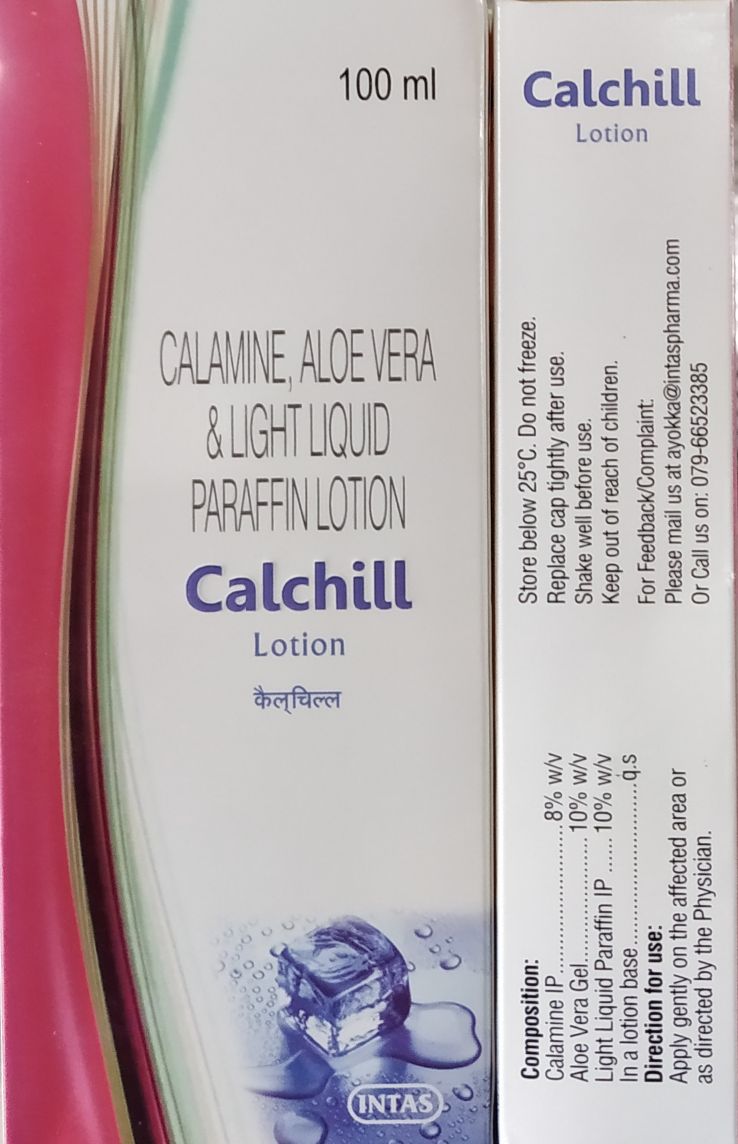 100 ml
CALAMINE, ALOE VERA
& LIGHT LIQUID
PARAFFIN LOTION
Calchill
Lotion
कैल्चिल्ल
INTAS
Calchill
Lotion
Store below 25°C. Do not freeze.
Replace cap tightly after use.
Shake well before use.
Keep out of reach of children.
For Feedback/Complaint:
Please mail us at ayokka@intaspharma.com
Or Call us on: 079-66523385
Composition:
Calamine IP........................8% w/v
Aloe Vera Gel.................... 10% w/v
Light Liquid Paraffin IP ...... 10% w/v
In a lotion base........................q.s
Direction for use:
Apply gently on the affected area or
as directed by the Physician.